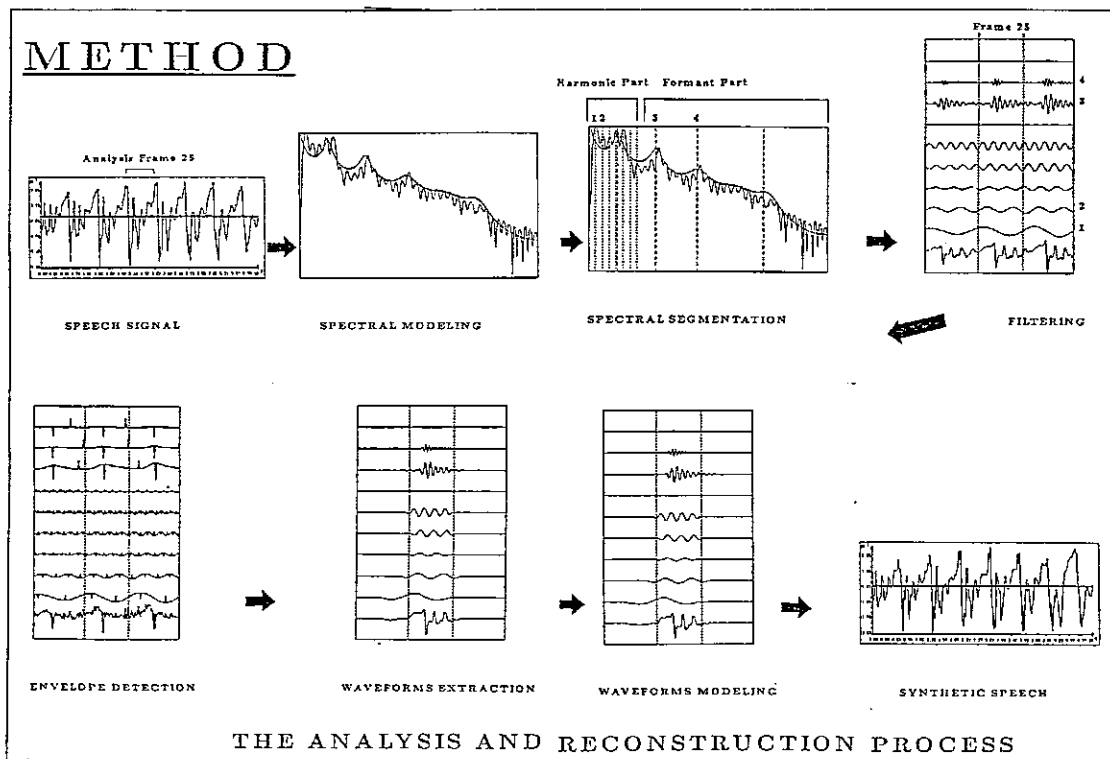 METHOD
Analysis Frame 25
SPEECH SIGNAL
SPECTRAL MODELING
Harmonic Part Formant Part
1 2 3 4
SPECTRAL SEGMENTATION
Frame 25
4
3
2
1
FILTERING
ENVELOPE DETECTION
WAVEFORMS EXTRACTION
WAVEFORMS MODELING
SYNTHETIC SPEECH
THE ANALYSIS AND RECONSTRUCTION PROCESS